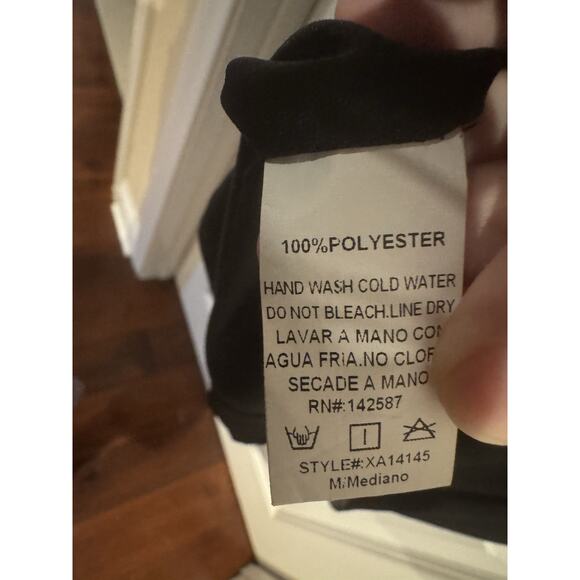 100%POLYESTER
HAND WASH COLD WATER
DO NOT BLEACH.LINE DRY
LAVAR A MANO CON
AGUA FRIA.NO
SECADE A MANO
RN#:142587
STYLE#:XA14145
M/Mediano